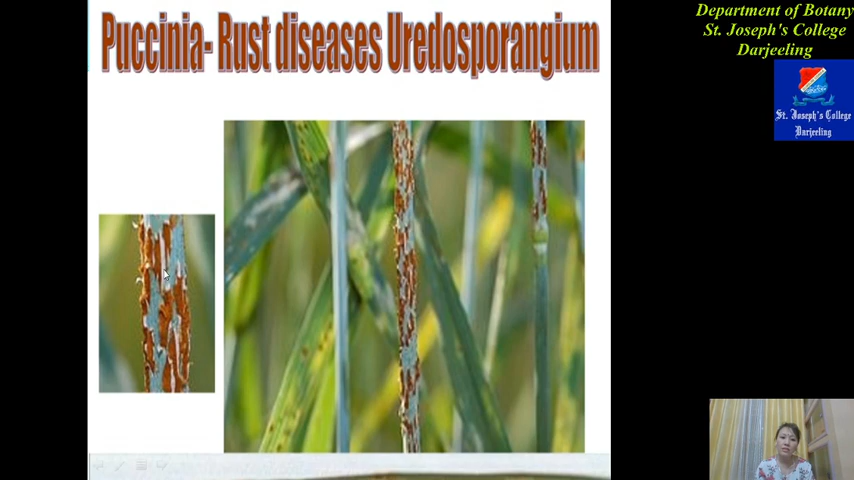 Puccinia- Rust diseases Uredosporangium
Department of Botany
St. Joseph's College
Darjeeling
St. Joseph's College
Darjeeling